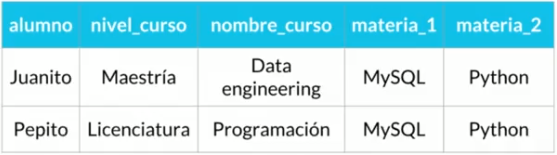 alumno nivel_curso nombre_curso materia_1 materia_2
Juanito Maestría Data engineering MySQL Python
Pepito Licenciatura Programación MySQL Python